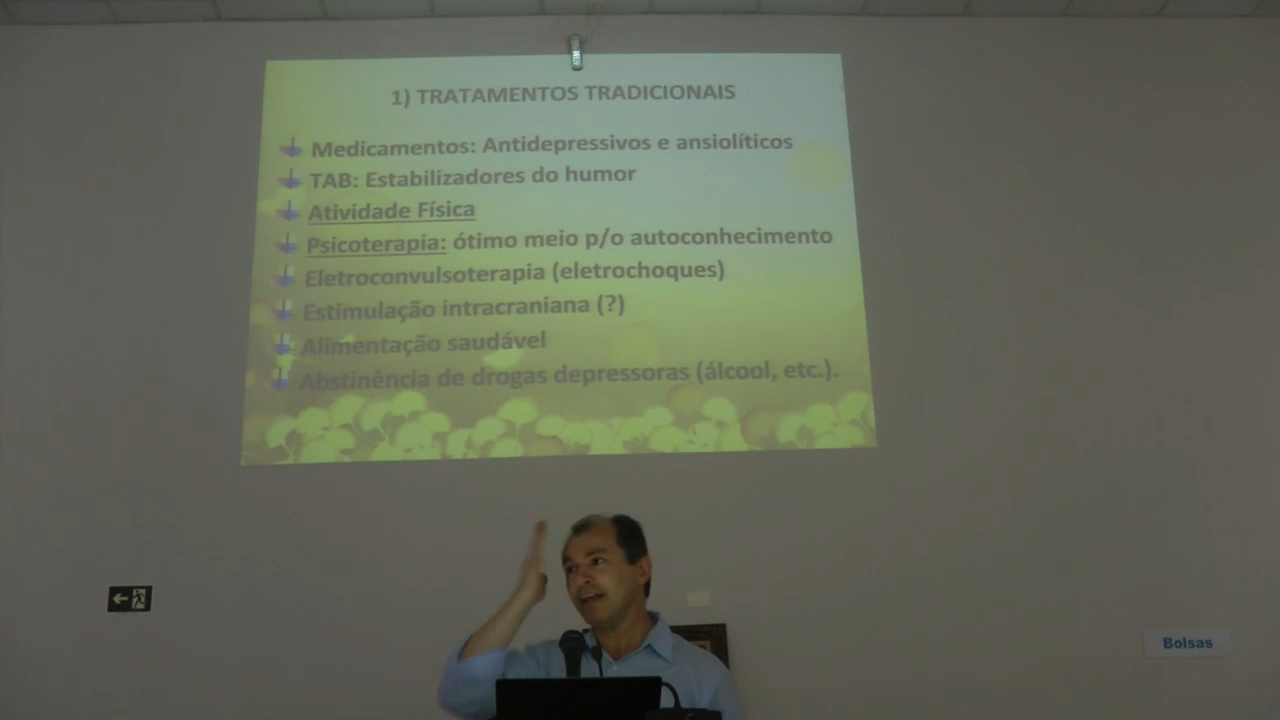 1) TRATAMENTOS TRADICIONAIS
Medicamentos: Antidepressivos e ansiolíticos
TAB: Estabilizadores do humor
Atividade Física
Psicoterapia: ótimo meio p/o autoconhecimento
Eletroconvulsoterapia (eletrochoques)
Estimulação intracraniana (?)
Alimentação saudável
Abstinência de drogas depressoras (álcool, etc.).
Bolsas